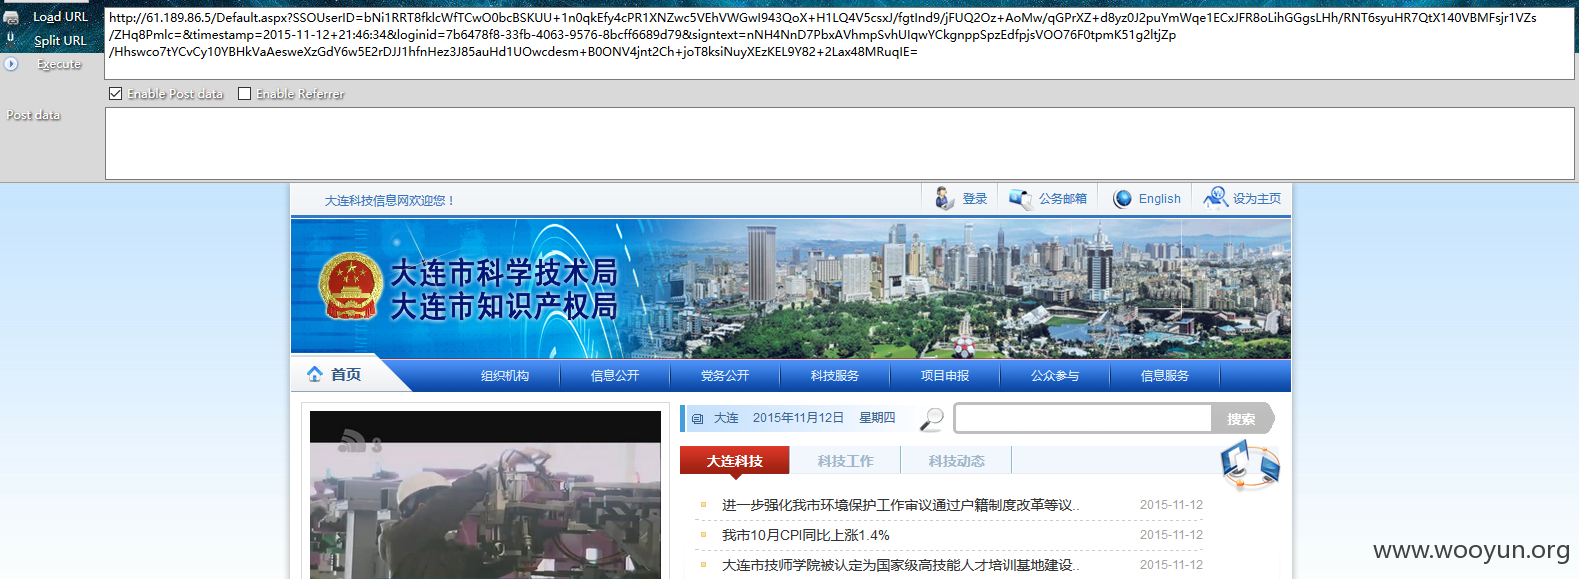 Load URL
Split URL
Execute
http://61.189.86.5/Default.aspx?SSOUserID=bNi1RRT8fklcWfTCwO0bcBSKUU+1n0qkEfy4cPR1XNZwc5VEhVWGwI943QoX+H1LQ4V5csxJ/fgtInd9/jFUQ2Oz+AoMw/qGPrXZ+d8yz0J2puYmWqe1ECxJFR8oLihGGgsLHh/RNT6syuHR7QtX140VBMFsjr1VZs
/ZHq8Pmlc=&timestamp=2015-11-12+21:46:34&loginid=7b6478f8-33fb-4063-9576-8bcff6689d79&signtext=nNH4NnD7PbxAVhmpSvhUIqwYCkgnppSpzEdfpjsVOO76F0tpmK51g2ltjZp
/Hhswco7tYCvCy10YBHkVaAesweXzGdY6w5E2rDJJ1hfnHez3J85auHd1UOwcdesm+B0ONV4jnt2Ch+joT8ksiNuyXEzKEL9Y82+2Lax48MRuqIE=
Enable Post data
Enable Referrer
Post data
大连科技信息网欢迎您！
登录
公务邮箱
English
设为主页
大连市科学技术局
大连市知识产权局
首页
组织机构
信息公开
党务公开
科技服务
项目申报
公众参与
信息服务
大连 2015年11月12日 星期四
搜索
大连科技
科技工作
科技动态
进一步强化我市环境保护工作审议通过户籍制度改革等议..
2015-11-12
我市10月CPI同比上涨1.4%
2015-11-12
大连市技师学院被认定为国家级高技能人才培训基地建设..
2015-11-12
www.wooyun.org